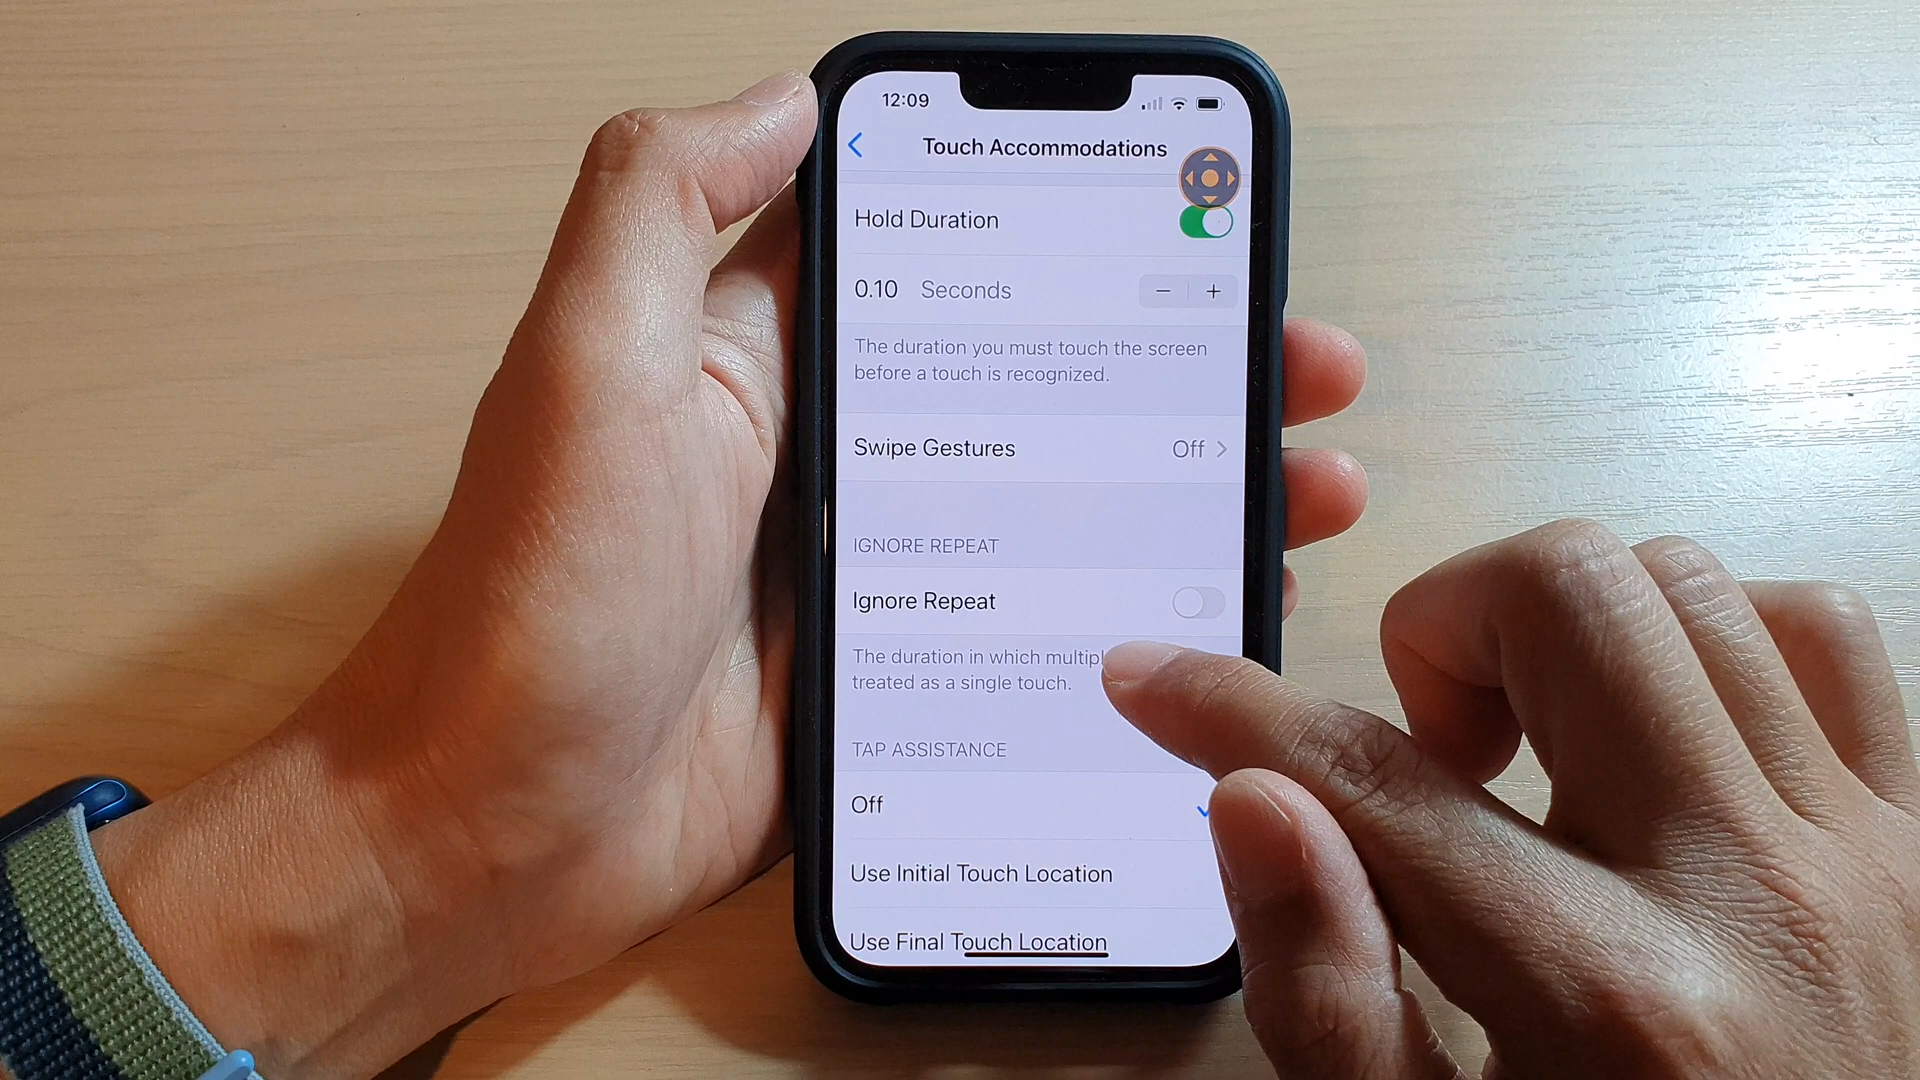 12:09
Touch Accommodations
Hold Duration
0.10 Seconds
The duration you must touch the screen
before a touch is recognized.
Swipe Gestures Off
IGNORE REPEAT
Ignore Repeat
The duration in which
treated as a single touch.
TAP ASSISTANCE
Off
Use Initial Touch Location
Use Final Touch Location